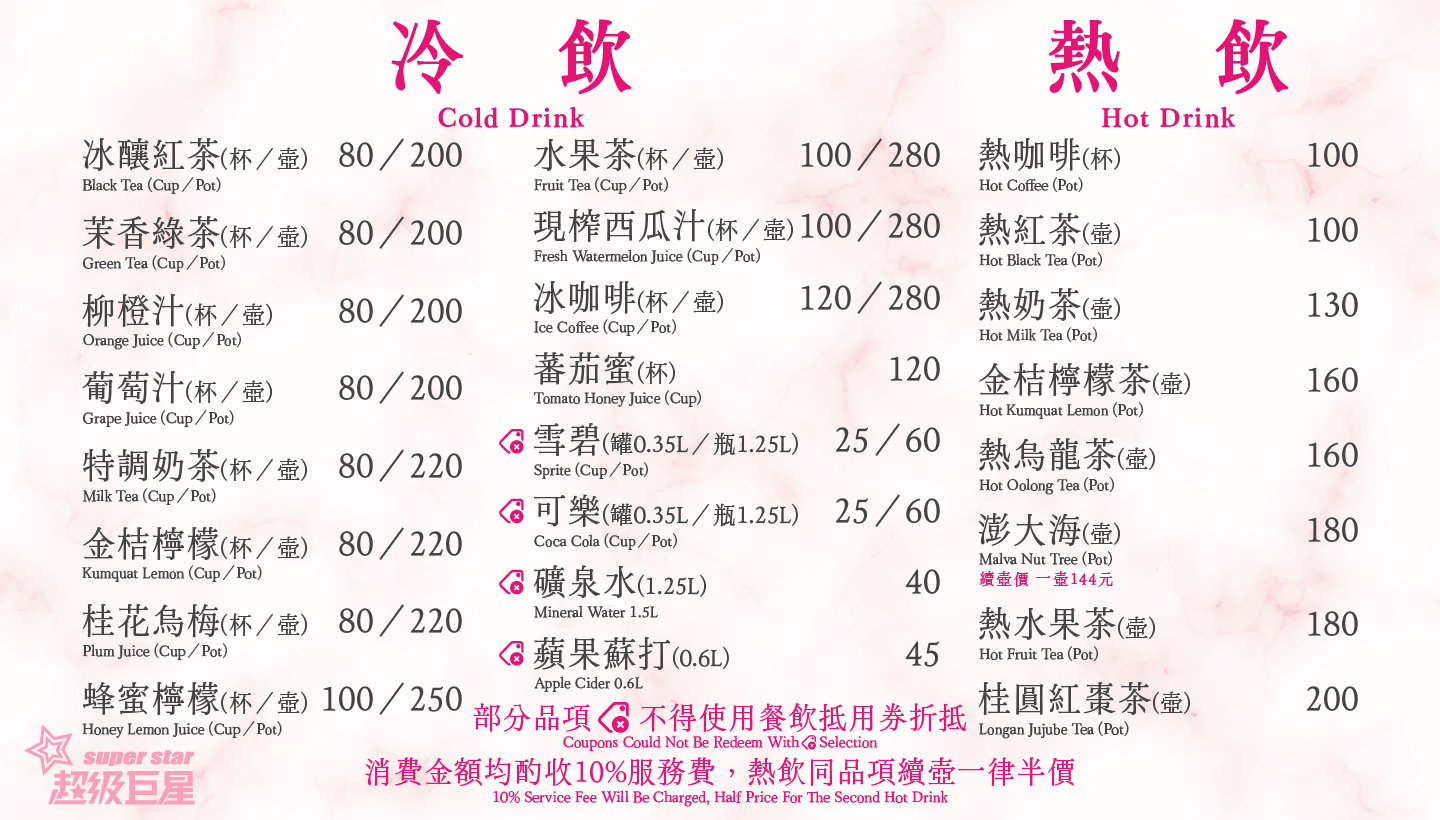 冷飲
Cold Drink
冰釀紅茶(杯／壺) 80／200
Black Tea (Cup／Pot)
茉香綠茶(杯／壺) 80／200
Green Tea (Cup／Pot)
柳橙汁(杯／壺) 80／200
Orange Juice (Cup／Pot)
葡萄汁(杯／壺) 80／200
Grape Juice (Cup／Pot)
特調奶茶(杯／壺) 80／220
Milk Tea (Cup／Pot)
金桔檸檬(杯／壺) 80／220
Kumquat Lemon (Cup／Pot)
桂花烏梅(杯／壺) 80／220
Plum Juice (Cup／Pot)
蜂蜜檸檬(杯／壺) 100／250
Honey Lemon Juice (Cup／Pot)
水果茶(杯／壺) 100／280
Fruit Tea (Cup／Pot)
現榨西瓜汁(杯／壺) 100／280
Fresh Watermelon Juice (Cup／Pot)
冰咖啡(杯／壺) 120／280
Ice Coffee (Cup／Pot)
蕃茄蜜(杯) 120
Tomato Honey Juice (Cup)
雪碧(罐0.35L／瓶1.25L) 25／60
Sprite (Cup／Pot)
可樂(罐0.35L／瓶1.25L) 25／60
Coca Cola (Cup／Pot)
礦泉水(1.25L) 40
Mineral Water 1.5L
蘋果蘇打(0.6L) 45
Apple Cider 0.6L
熱飲
Hot Drink
熱咖啡(杯) 100
Hot Coffee (Pot)
熱紅茶(壺) 100
Hot Black Tea (Pot)
熱奶茶(壺) 130
Hot Milk Tea (Pot)
金桔檸檬茶(壺) 160
Hot Kumquat Lemon (Pot)
熱烏龍茶(壺) 160
Hot Oolong Tea (Pot)
澎大海(壺) 180
Malva Nut Tree (Pot)
續壺價 一壺144元
熱水果茶(壺) 180
Hot Fruit Tea (Pot)
桂圓紅棗茶(壺) 200
Longan Jujube Tea (Pot)
部分品項 不得使用餐飲抵用券折抵
Coupons Could Not Be Redeem With Selection
消費金額均酌收10%服務費，熱飲同品項續壺一律半價
10% Service Fee Will Be Charged, Half Price For The Second Hot Drink
super star
超级巨星